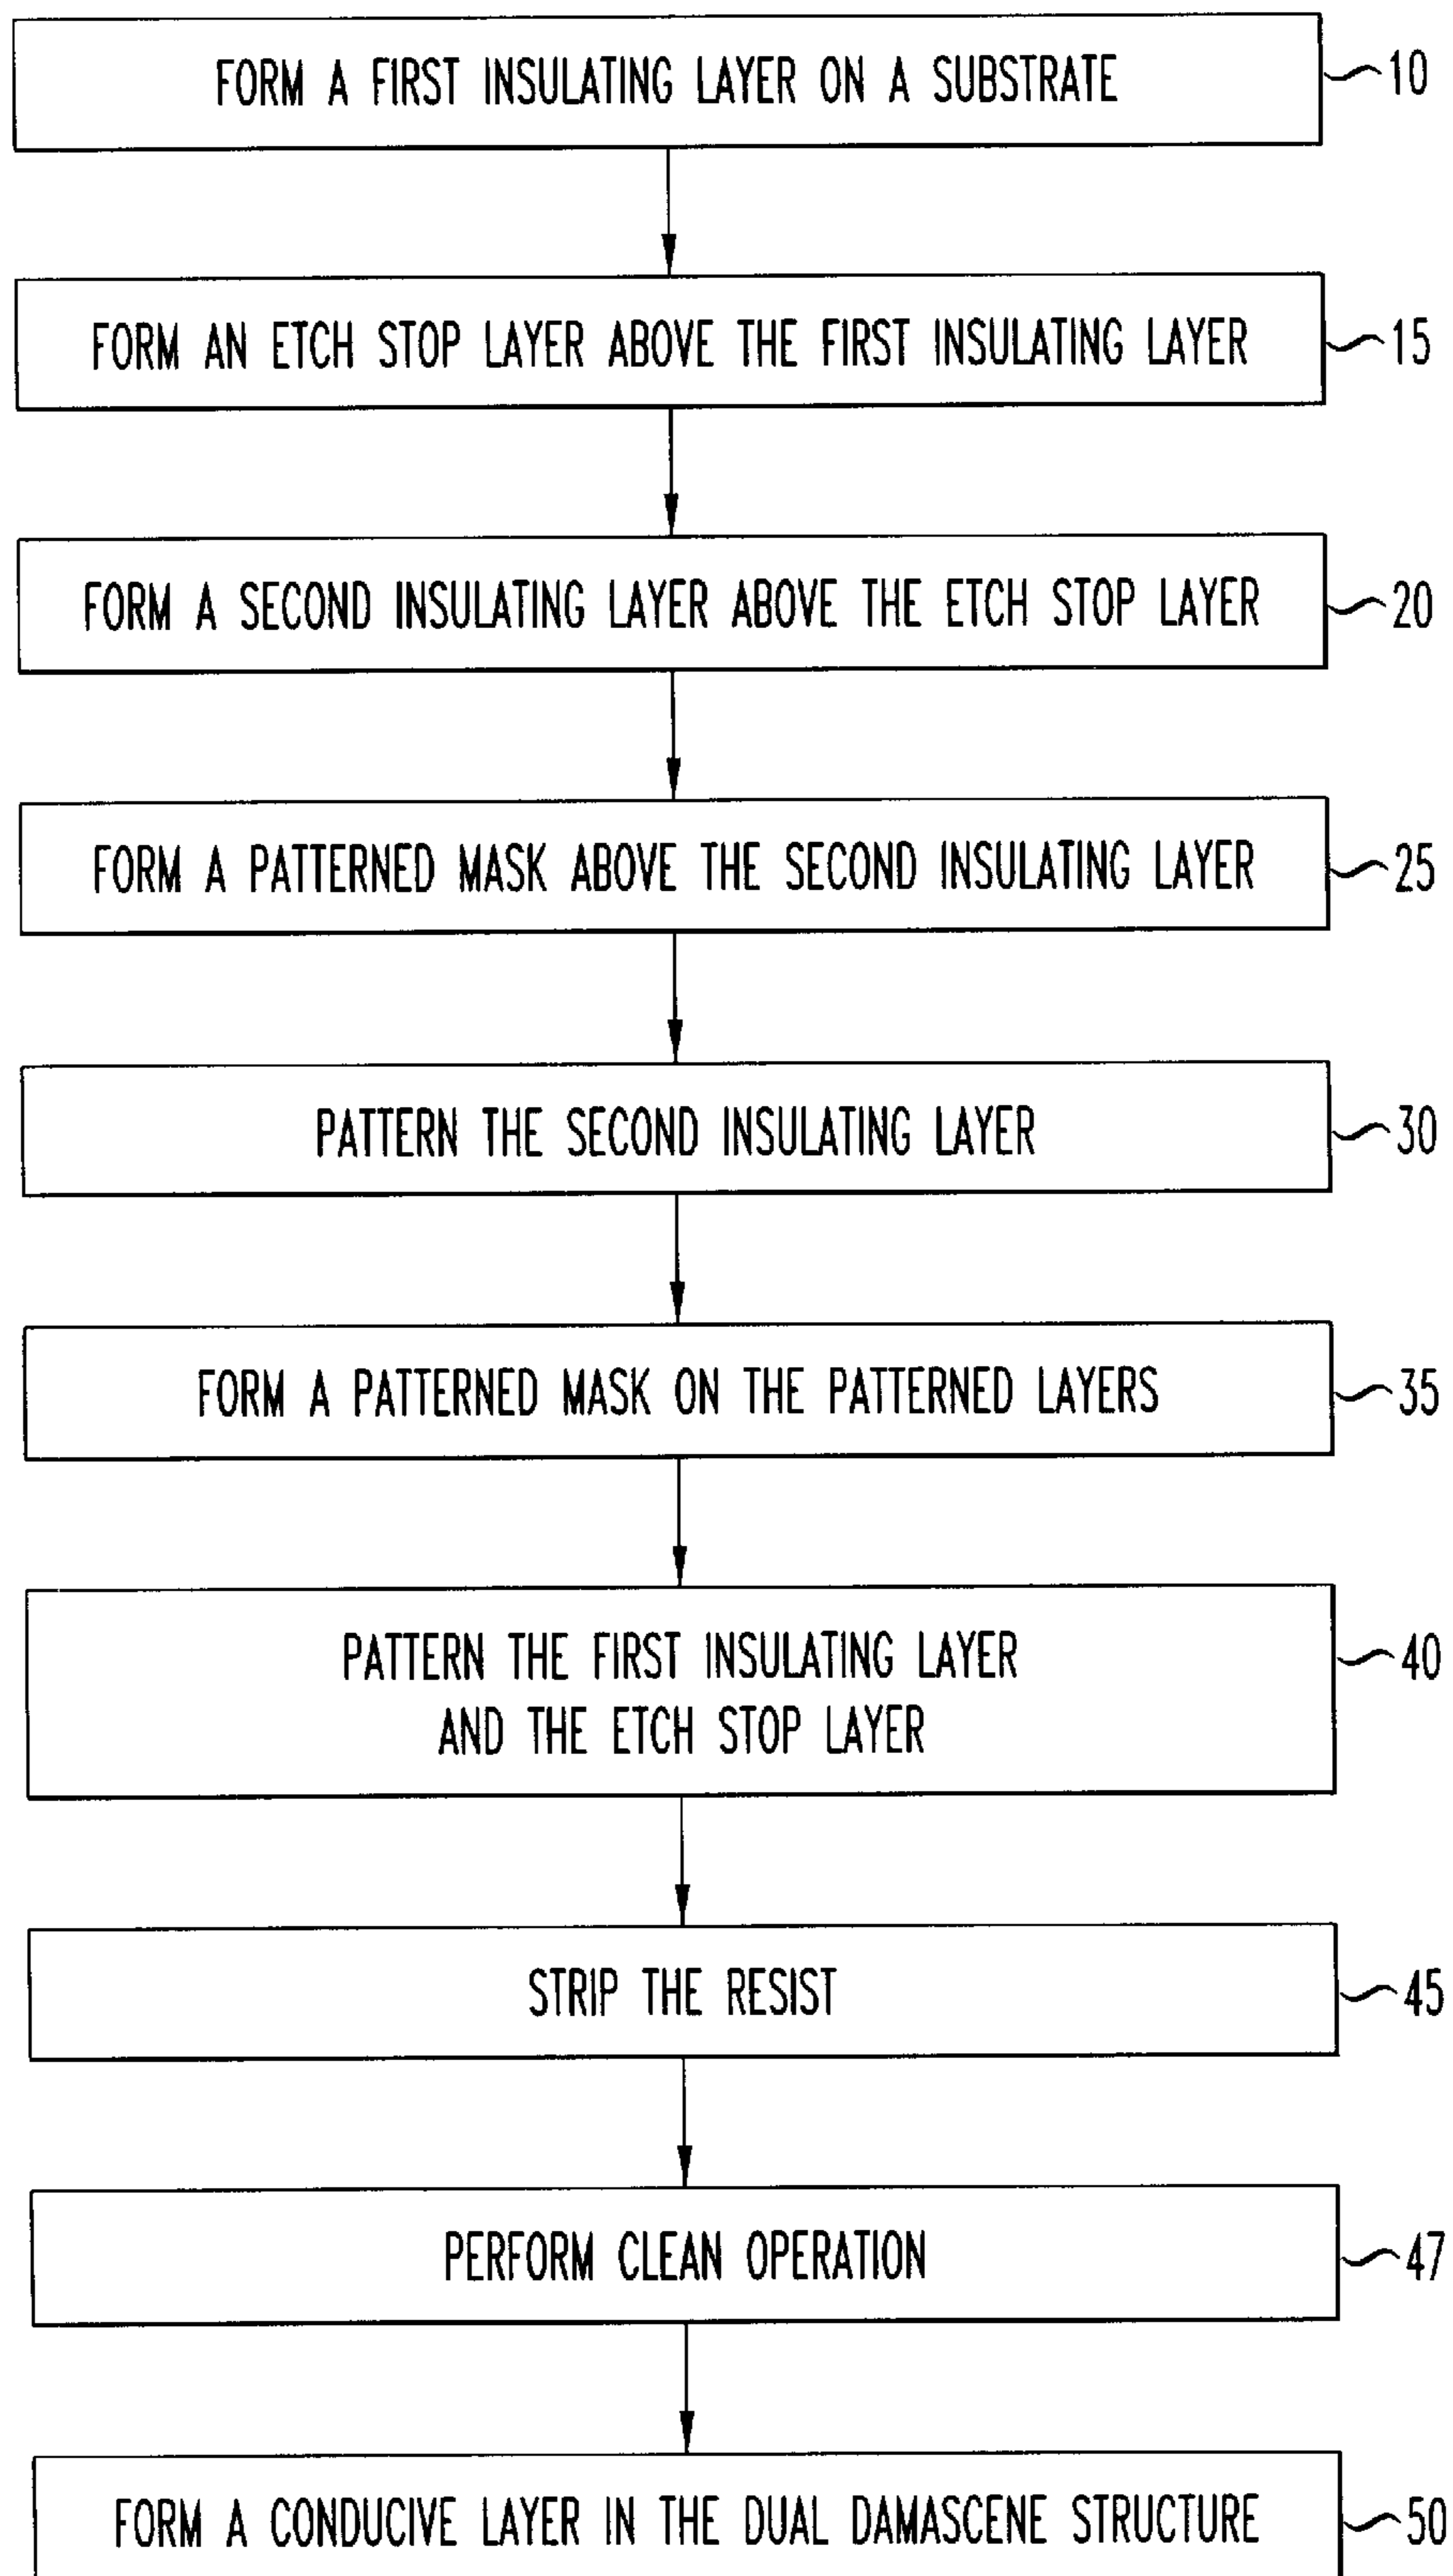 FORM A FIRST INSULATING LAYER ON A SUBSTRATE 10
FORM AN ETCH STOP LAYER ABOVE THE FIRST INSULATING LAYER 15
FORM A SECOND INSULATING LAYER ABOVE THE ETCH STOP LAYER 20
FORM A PATTERNED MASK ABOVE THE SECOND INSULATING LAYER 25
PATTERN THE SECOND INSULATING LAYER 30
FORM A PATTERNED MASK ON THE PATTERNED LAYERS 35
PATTERN THE FIRST INSULATING LAYER 40
AND THE ETCH STOP LAYER
STRIP THE RESIST 45
PERFORM CLEAN OPERATION 47
FORM A CONDUCIVE LAYER IN THE DUAL DAMASCENE STRUCTURE 50